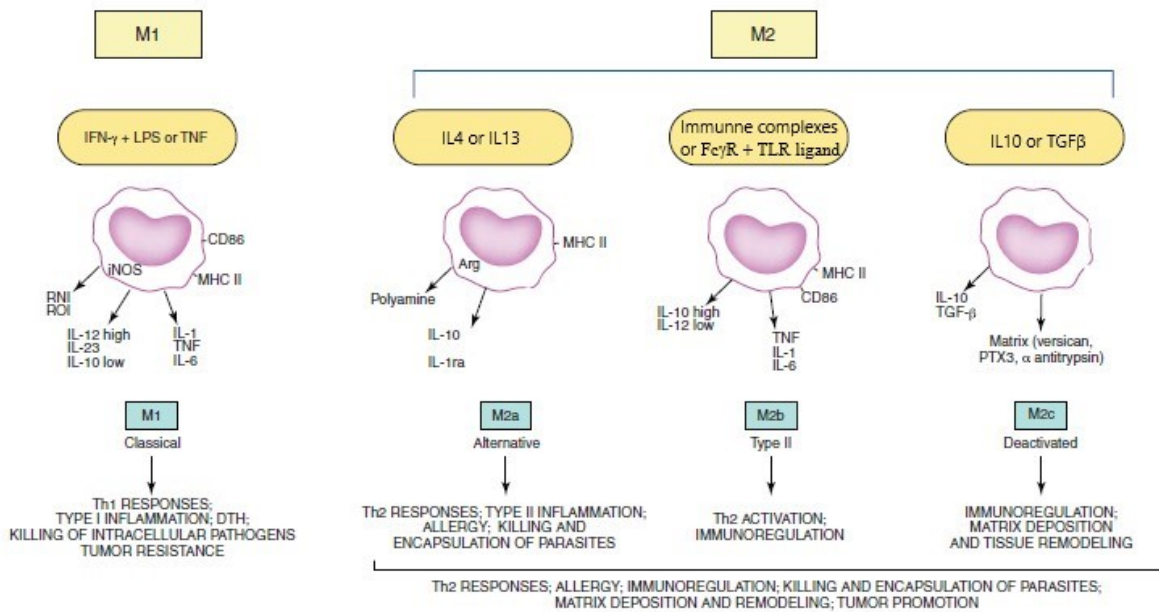 M1
M2
IFN-γ + LPS or TNF
IL4 or IL13
Immunne complexes
or FcγR + TLR ligand
IL10 or TGFβ
iNOS
CD86
MHC II
RNI
ROI
IL-12 high
IL-23
IL-10 low
IL-1
TNF
IL-6
Arg
MHC II
Polyamine
IL-10
IL-1ra
MHC II
CD86
IL-10 high
IL-12 low
TNF
IL-1
IL-6
IL-10
TGF-β
Matrix (versican,
PTX3, α antitrypsin)
M1
Classical
M2a
Alternative
M2b
Type II
M2c
Deactivated
Th1 RESPONSES;
TYPE I INFLAMMATION; DTH;
KILLING OF INTRACELLULAR PATHOGENS
TUMOR RESISTANCE
Th2 RESPONSES; TYPE II INFLAMMATION;
ALLERGY; KILLING AND
ENCAPSULATION OF PARASITES
Th2 ACTIVATION;
IMMUNOREGULATION
IMMUNOREGULATION;
MATRIX DEPOSITION
AND TISSUE REMODELING
Th2 RESPONSES; ALLERGY; IMMUNOREGULATION; KILLING AND ENCAPSULATION OF PARASITES;
MATRIX DEPOSITION AND REMODELING; TUMOR PROMOTION